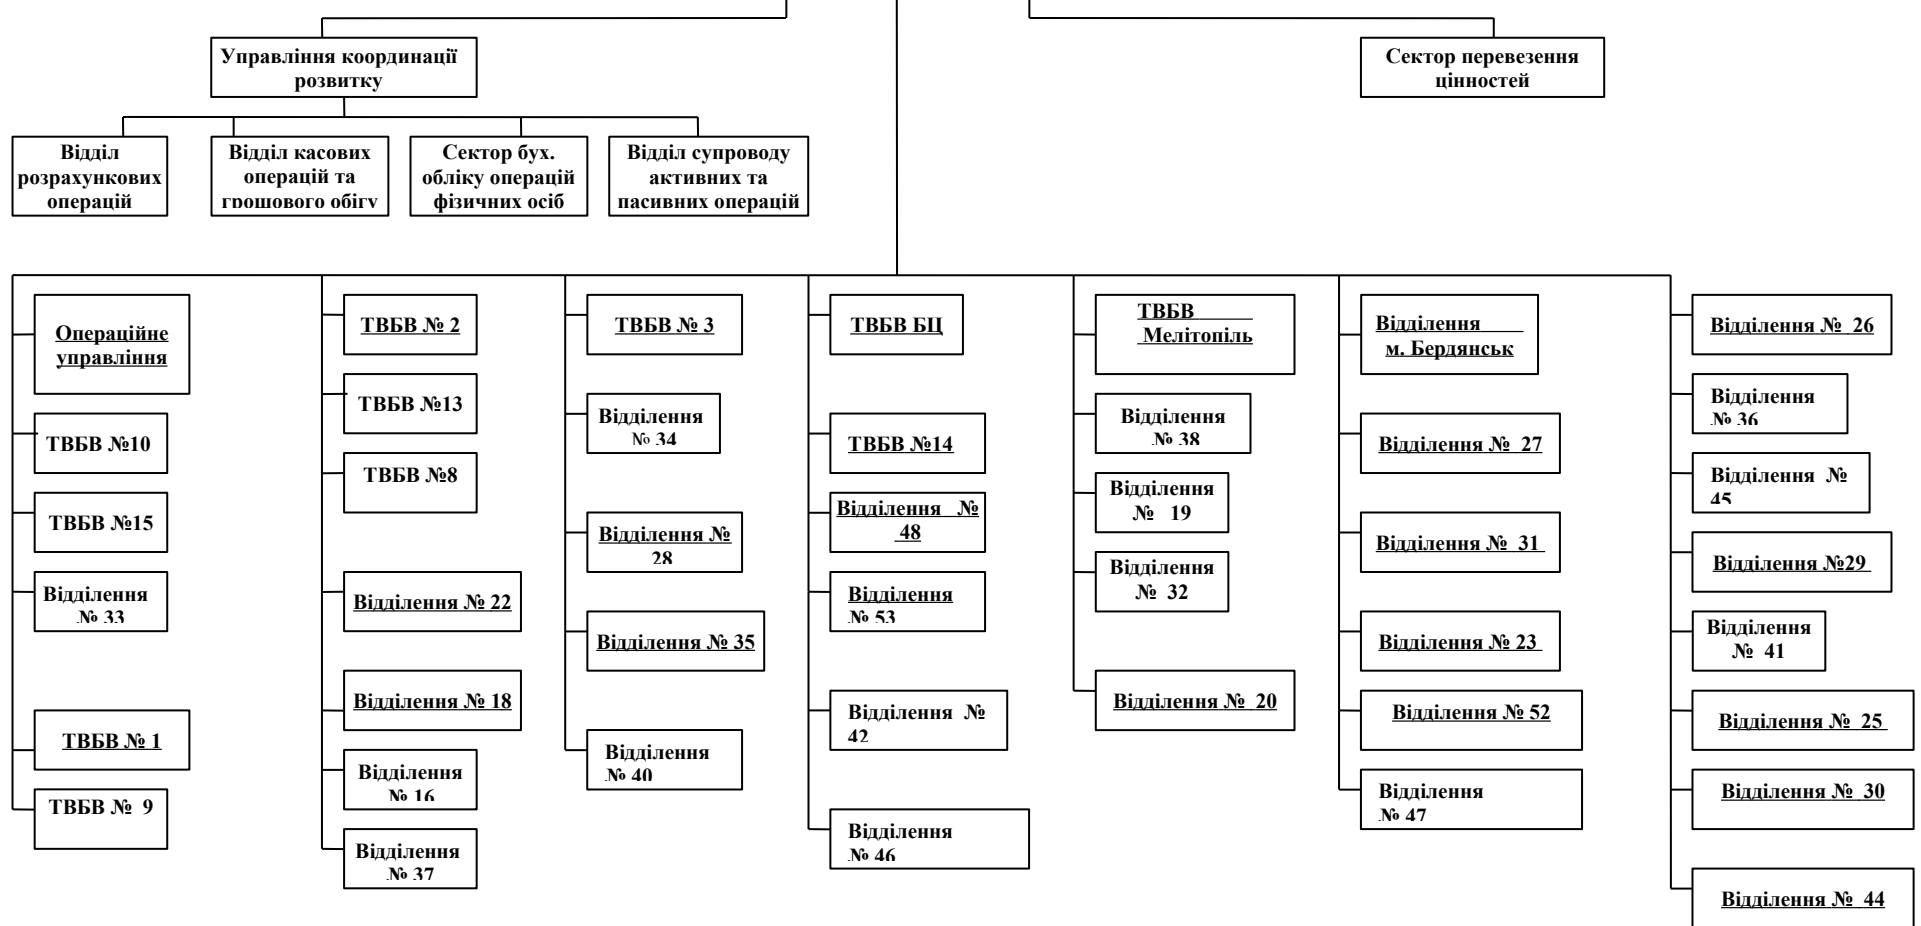 Управління координації
розвитку
Сектор перевезення
цінностей
Відділ
розрахункових
операцій
Відділ касових
операцій та
грошового обігу
Сектор бух.
обліку операцій
фізичних осіб
Відділ супроводу
активних та
пасивних операцій
Операційне
управління
ТВБВ №10
ТВБВ №15
Відділення
№ 33
ТВБВ № 1
ТВБВ № 9
ТВБВ № 2
ТВБВ №13
ТВБВ №8
Відділення № 22
Відділення № 18
Відділення
№ 16
Відділення
№ 37
ТВБВ № 3
Відділення
№ 34
Відділення №
28
Відділення № 35
Відділення
№ 40
ТВБВ БЦ
ТВБВ №14
Відділення №
48
Відділення
№ 53
Відділення №
42
Відділення
№ 46
ТВБВ
Мелітопіль
Відділення
№ 38
Відділення
№ 19
Відділення
№ 32
Відділення № 20
Відділення
м. Бердянськ
Відділення № 27
Відділення № 31
Відділення № 23
Відділення № 52
Відділення
№ 47
Відділення № 26
Відділення
№ 36
Відділення №
45
Відділення №29
Відділення
№ 41
Відділення № 25
Відділення № 30
Відділення № 44